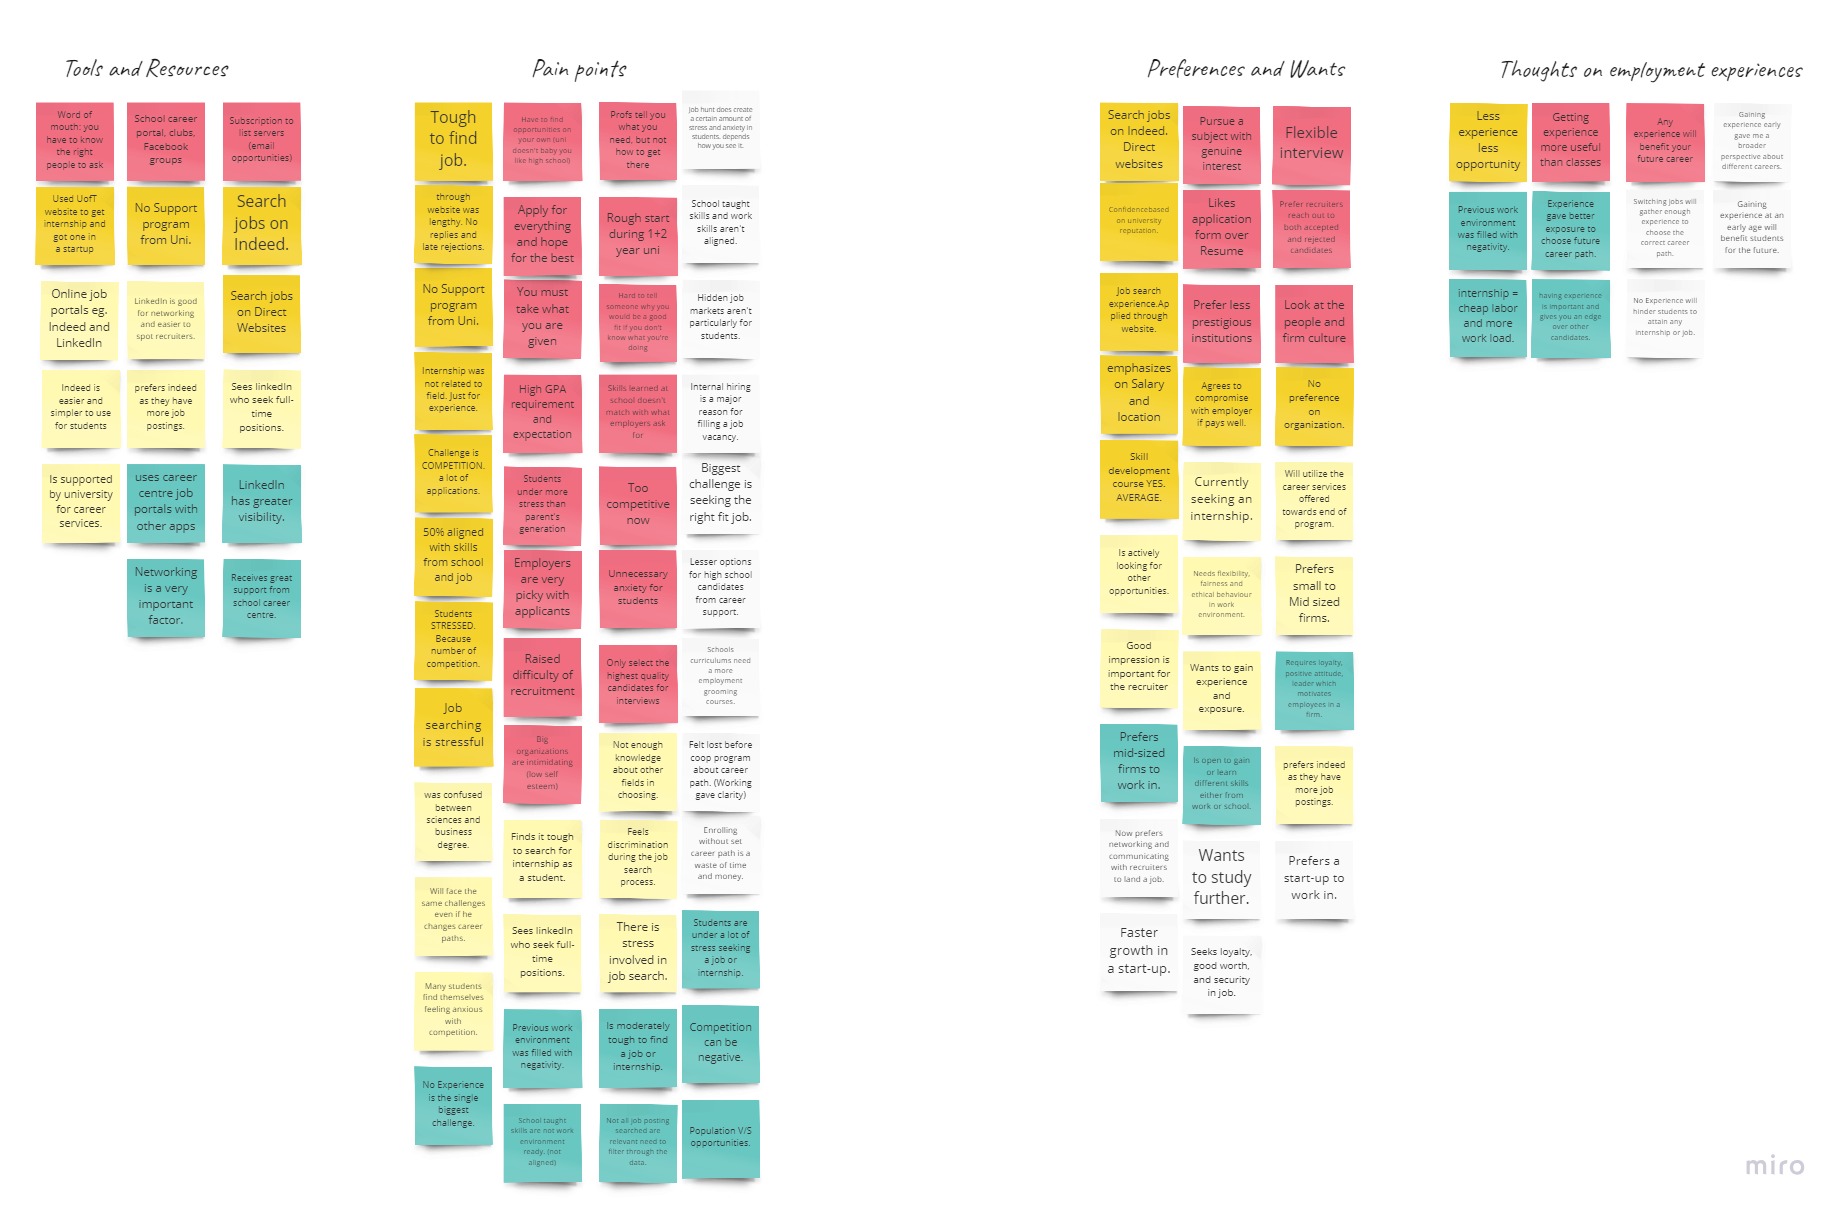 Tools and Resources
Word of
mouth: you
have to know
the right
people to ask
School career
portal, clubs,
Facebook
groups
Subscription to
list servers
(email
opportunities)
Used UofT
website to get
internship and
got one in
a startup
No Support
program
from Uni.
Search
jobs on
Indeed.
Online job
portals eg.
Indeed and
LinkedIn
LinkedIn is good
for networking
and easier to
spot recruiters.
Search jobs
on Direct
Websites
Indeed is
easier and
simpler to use
for students
prefers indeed
as they have
more job
postings.
Sees linkedIn
who seek full-
time
positions.
Is supported
by university
for career
services.
uses career
centre job
portals with
other apps
LinkedIn
has greater
visibility.
Networking
is a very
important
factor.
Receives great
support from
school career
centre.
Pain points
Tough
to find
job.
Have to find
opportunities on
your own (uni
doesn't baby you
like high school)
Profs tell you
what you
need, but not
how to get
there
Job hunt does create
a certain amount of
stress and anxiety in
students, depends
how you see it.
through
website was
lengthy. No
replies and
late rejections.
Apply for
everything
and hope
for the best
Rough start
during 1+2
year uni
School taught
skills and work
skills aren't
aligned.
No Support
program
from Uni.
You must
take what
you are
given
Hard to tell
someone why you
would be a good
fit if you don't
know what you're
doing
Hidden job
markets aren't
particularly for
students.
Internship was
not related to
field. Just for
experience.
High GPA
requirement
and
expectation
Skills learned at
school doesn't
match with what
employers ask
for
Internal hiring
is a major
reason for
filling a job
vacancy.
Challenge is
COMPETITION.
a lot of
applications.
Students
under more
stress than
parent's
generation
Too
competitive
now
Biggest
challenge is
seeking the
right fit job.
50% aligned
with skills
from school
and job
Employers
are very
picky with
applicants
Unnecessary
anxiety for
students
Lesser options
for high school
candidates
from career
support.
Students
STRESSED.
Because
number of
competition.
Raised
difficulty of
recruitment
Only select the
highest quality
candidates for
interviews
Schools
curriculums need
a more
employment
grooming
courses.
Job
searching
is stressful
Big
organizations
are intimidating
(low self
esteem)
Not enough
knowledge
about other
fields in
choosing.
Felt lost before
coop program
about career
path. (Working
gave clarity)
was confused
between
sciences and
business
degree.
Finds it tough
to search for
internship as
a student.
Feels
discrimination
during the job
search
process.
Enrolling
without set
career path is a
waste of time
and money.
Will face the
same challenges
even if he
changes career
paths.
Sees linkedIn
who seek full-
time
positions.
There is
stress
involved in
job search.
Students are
under a lot of
stress seeking
a job or
internship.
Many students
find themselves
feeling anxious
with
competition.
Previous work
environment
was filled with
negativity.
Is moderately
tough to find
a job or
internship.
Competition
can be
negative.
No Experience
is the single
biggest
challenge.
School taught
skills are not work
environment
ready. (not
aligned)
Not all job posting
searched are
relevant need to
filter through the
data.
Population V/S
opportunities.
Preferences and Wants
Search jobs
on Indeed.
Direct
websites
Pursue a
subject with
genuine
interest
Flexible
interview
Confidencebased
on university
reputation.
Likes
application
form over
Resume
Prefer recruiters
reach out to
both accepted
and rejected
candidates
Job search
experience.Ap
plied through
website.
Prefer less
prestigious
institutions
Look at the
people and
firm culture
emphasizes
on Salary
and
location
Agrees to
compromise
with employer
if pays well.
No
preference
on
organization.
Skill
development
course YES.
AVERAGE.
Currently
seeking an
internship.
Will utilize the
career services
offered
towards end of
program.
Is actively
looking for
other
opportunities.
Needs flexibility,
fairness and
ethical behaviour
in work
environment.
Prefers
small to
Mid sized
firms.
Good
impression is
important for
the recruiter
Wants to gain
experience
and
exposure.
Requires loyalty,
positive attitude,
leader which
motivates
employees in a
firm.
Prefers
mid-sized
firms to
work in.
Is open to gain
or learn
different skills
either from
work or school.
prefers indeed
as they have
more job
postings.
Now prefers
networking and
communicating
with recruiters
to land a job.
Wants
to study
further.
Prefers a
start-up to
work in.
Faster
growth in
a start-up.
Seeks loyalty,
good worth,
and security
in job.
Thoughts on employment experiences
Less
experience
less
opportunity
Getting
experience
more useful
than classes
Any
experience will
benefit your
future career
Gaining
experience early
gave me a
broader
perspective about
different careers.
Previous work
environment
was filled with
negativity.
Experience
gave better
exposure to
choose future
career path.
Switching jobs will
gather enough
experience to
choose the
correct career
path.
Gaining
experience at an
early age will
benefit students
for the future.
internship =
cheap labor
and more
work load.
having experience
is important and
gives you an edge
over other
candidates.
No Experience will
hinder students to
attain any
internship or job.
miro